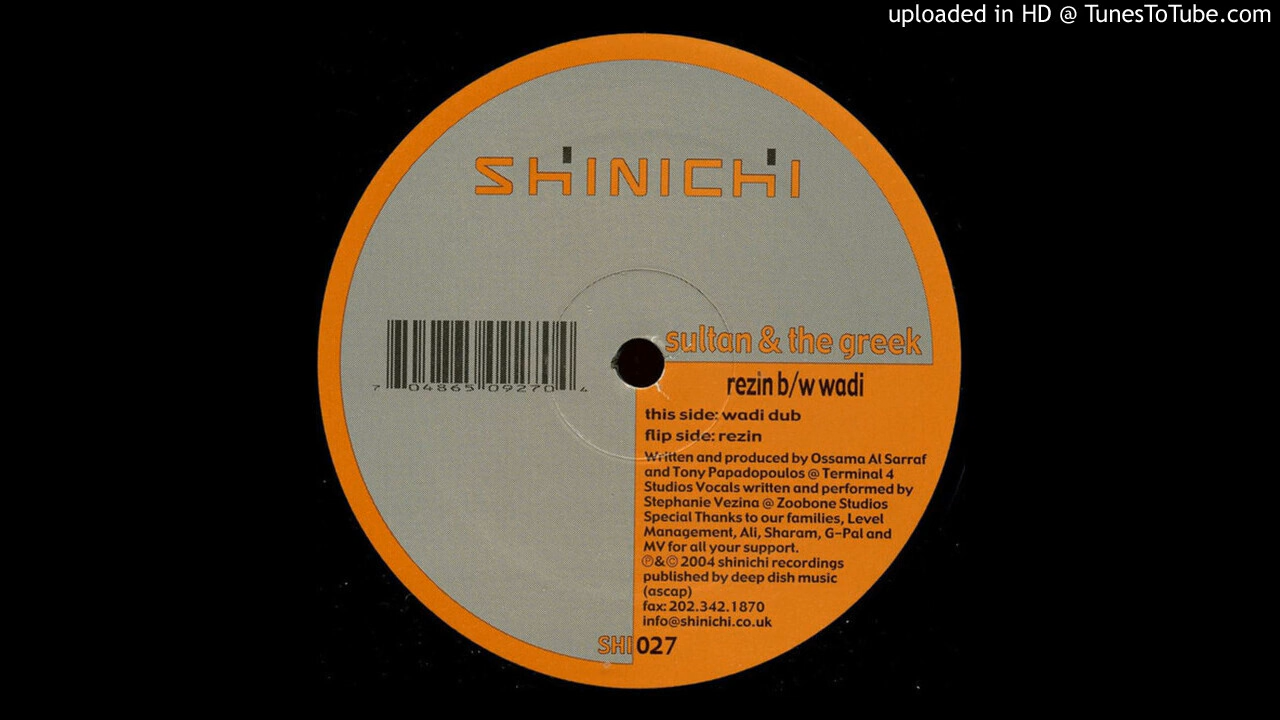 uploaded in HD @ TunesToTube.com
SHINICHI
7 04865 09270 4
sultan & the greek
rezin b/w wadi
this side: wadi dub
flip side: rezin
Written and produced by Ossama Al Sarraf
and Tony Papadopoulos @ Terminal 4
Studios Vocals written and performed by
Stephanie Vezina @ Zoobone Studios
Special Thanks to our families, Level
Management, Ali, Sharam, G-Pal and
MV for all your support.
℗&© 2004 shinichi recordings
published by deep dish music
(ascap)
fax: 202.342.1870
info@shinichi.co.uk
SHI027